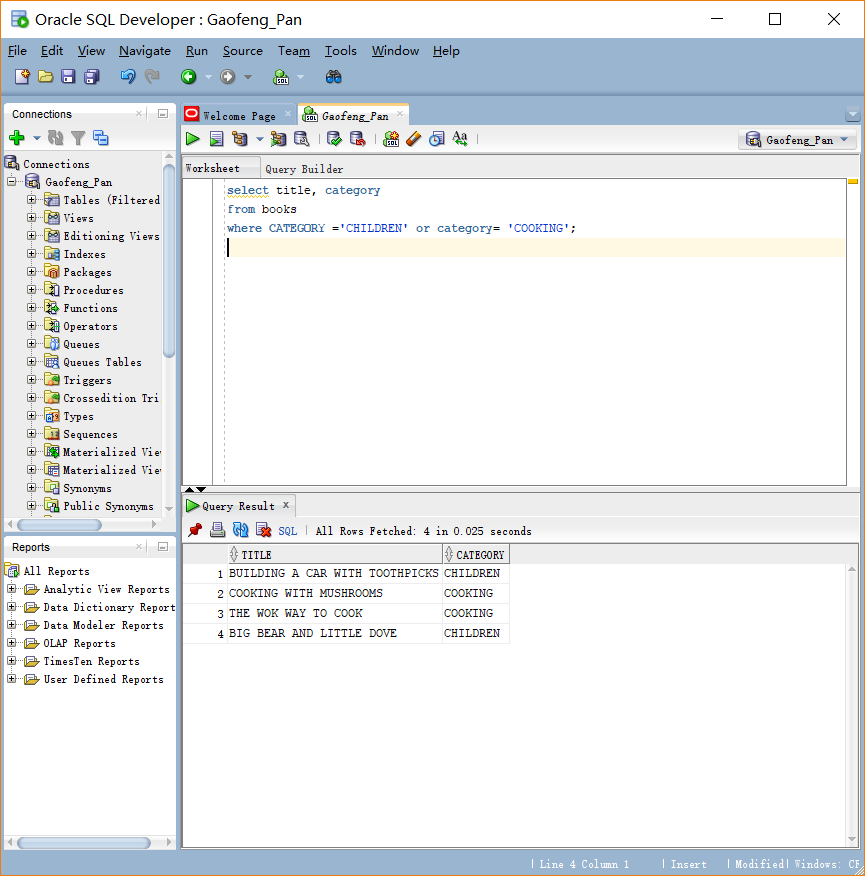 Oracle SQL Developer : Gaofeng_Pan
File Edit View Navigate Run Source Team Tools Window Help
Connections
Connections
Gaofeng_Pan
Tables (Filtered
Views
Editioning Views
Indexes
Packages
Procedures
Functions
Operators
Queues
Queues Tables
Triggers
Crossedition Tri
Types
Sequences
Materialized Vie
Materialized Vie
Synonyms
Public Synonyms
Reports
All Reports
Analytic View Reports
Data Dictionary Report
Data Modeler Reports
OLAP Reports
TimesTen Reports
User Defined Reports
Welcome Page
Gaofeng_Pan
SQL
Aa
Gaofeng_Pan
Worksheet Query Builder
select title, category
from books
where CATEGORY ='CHILDREN' or category= 'COOKING';
Query Result
SQL | All Rows Fetched: 4 in 0.025 seconds
TITLE CATEGORY
1 BUILDING A CAR WITH TOOTHPICKS CHILDREN
2 COOKING WITH MUSHROOMS COOKING
3 THE WOK WAY TO COOK COOKING
4 BIG BEAR AND LITTLE DOVE CHILDREN
| Line 4 Column 1 | Insert | Modified| Windows: